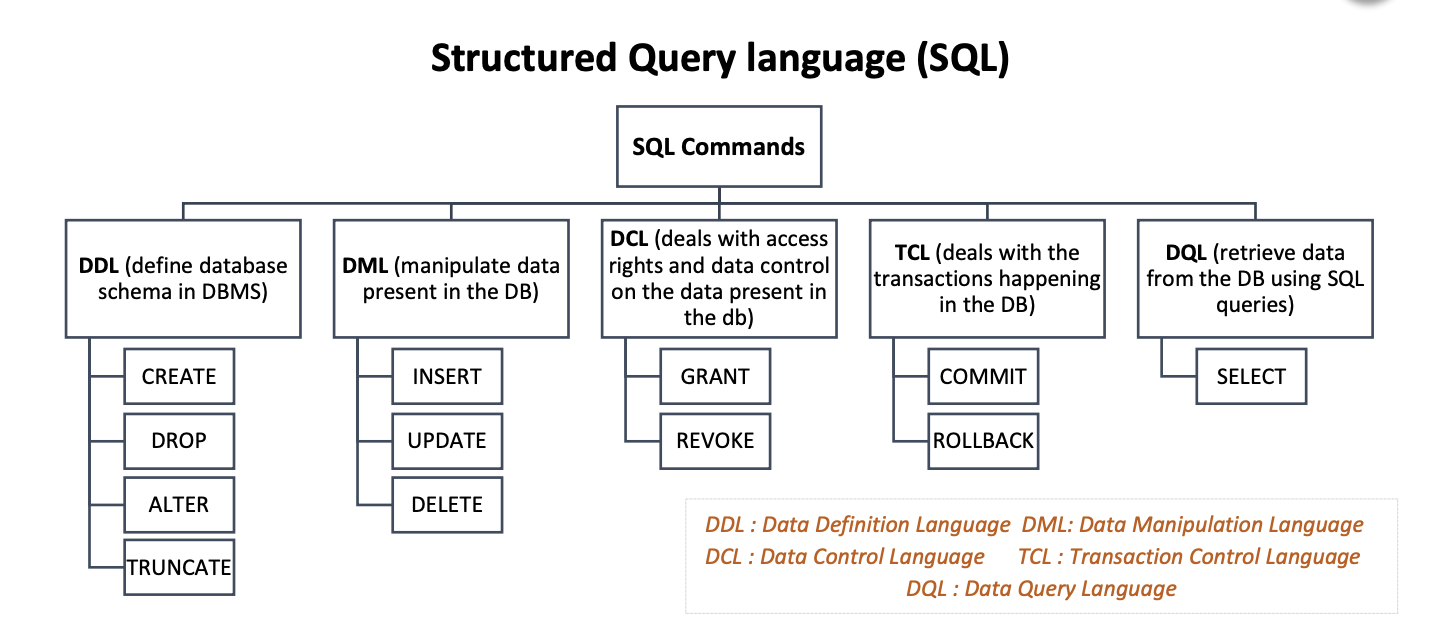 Structured Query language (SQL)
SQL Commands
DDL (define database
schema in DBMS)
CREATE
DROP
ALTER
TRUNCATE
DML (manipulate data
present in the DB)
INSERT
UPDATE
DELETE
DCL (deals with access
rights and data control
on the data present in
the db)
GRANT
REVOKE
TCL (deals with the
transactions happening
in the DB)
COMMIT
ROLLBACK
DQL (retrieve data
from the DB using SQL
queries)
SELECT
DDL : Data Definition Language DML: Data Manipulation Language
DCL : Data Control Language TCL : Transaction Control Language
DQL : Data Query Language